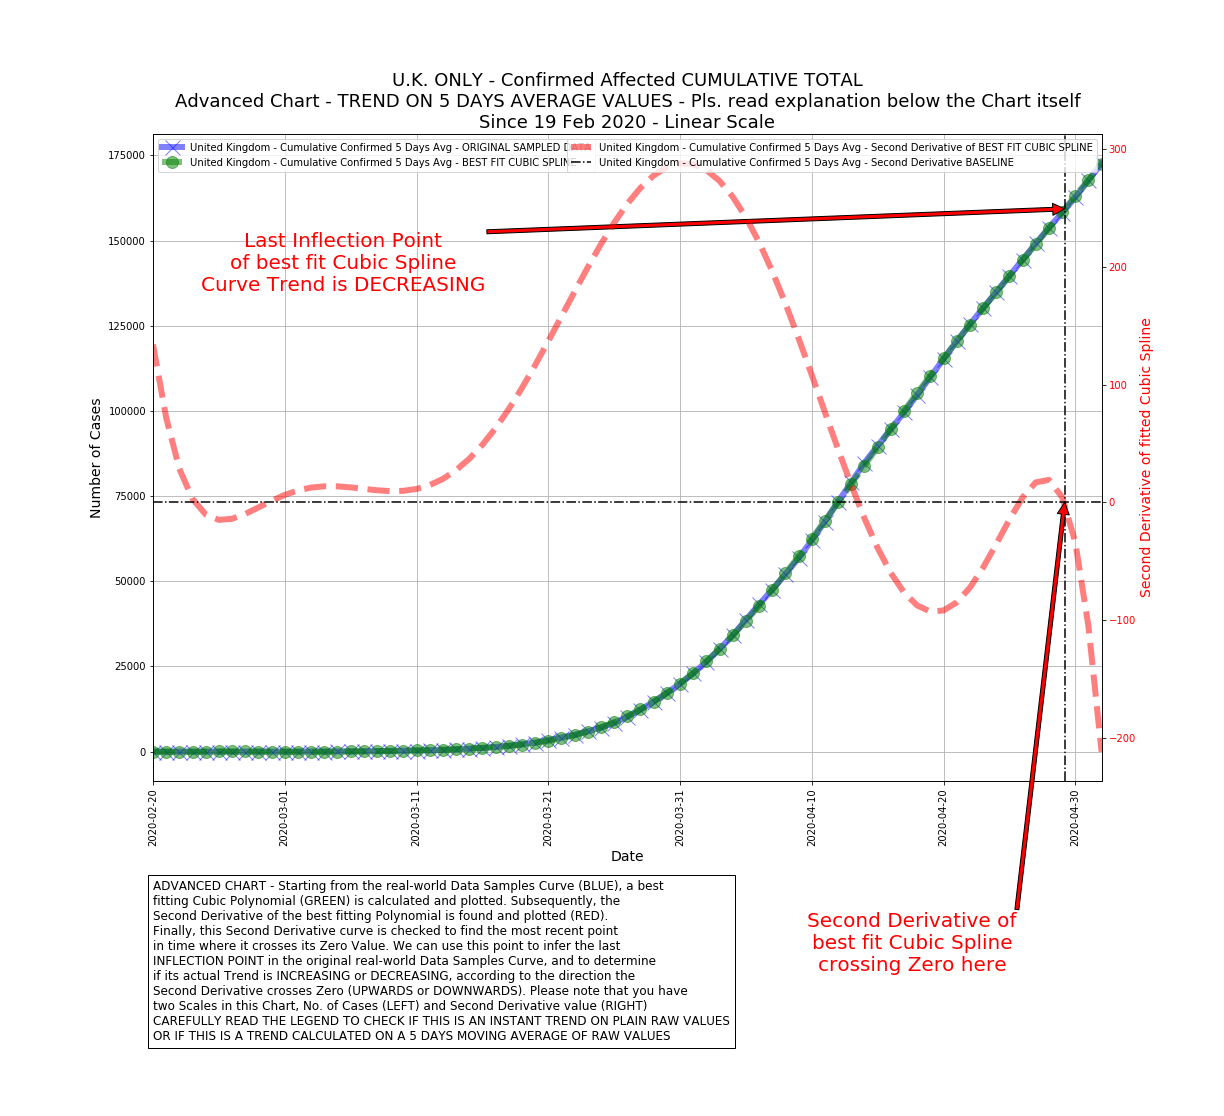 U.K. ONLY - Confirmed Affected CUMULATIVE TOTAL
Advanced Chart - TREND ON 5 DAYS AVERAGE VALUES - Pls. read explanation below the Chart itself
Since 19 Feb 2020 - Linear Scale
United Kingdom - Cumulative Confirmed 5 Days Avg - ORIGINAL SAMPLED
United Kingdom - Cumulative Confirmed 5 Days Avg - BEST FIT CUBIC SPLINE
United Kingdom - Cumulative Confirmed 5 Days Avg - Second Derivative of BEST FIT CUBIC SPLINE
United Kingdom - Cumulative Confirmed 5 Days Avg - Second Derivative BASELINE
Last Inflection Point
of best fit Cubic Spline
Curve Trend is DECREASING
Number of Cases
175000
150000
125000
100000
75000
50000
25000
0
300
200
100
0
−100
−200
Second Derivative of fitted Cubic Spline
2020-02-20
2020-03-01
2020-03-11
2020-03-21
2020-03-31
2020-04-10
2020-04-20
2020-04-30
Date
ADVANCED CHART - Starting from the real-world Data Samples Curve (BLUE), a best
fitting Cubic Polynomial (GREEN) is calculated and plotted. Subsequently, the
Second Derivative of the best fitting Polynomial is found and plotted (RED).
Finally, this Second Derivative curve is checked to find the most recent point
in time where it crosses its Zero Value. We can use this point to infer the last
INFLECTION POINT in the original real-world Data Samples Curve, and to determine
if its actual Trend is INCREASING or DECREASING, according to the direction the
Second Derivative crosses Zero (UPWARDS or DOWNWARDS). Please note that you have
two Scales in this Chart, No. of Cases (LEFT) and Second Derivative value (RIGHT)
CAREFULLY READ THE LEGEND TO CHECK IF THIS IS AN INSTANT TREND ON PLAIN RAW VALUES
OR IF THIS IS A TREND CALCULATED ON A 5 DAYS MOVING AVERAGE OF RAW VALUES
Second Derivative of
best fit Cubic Spline
crossing Zero here